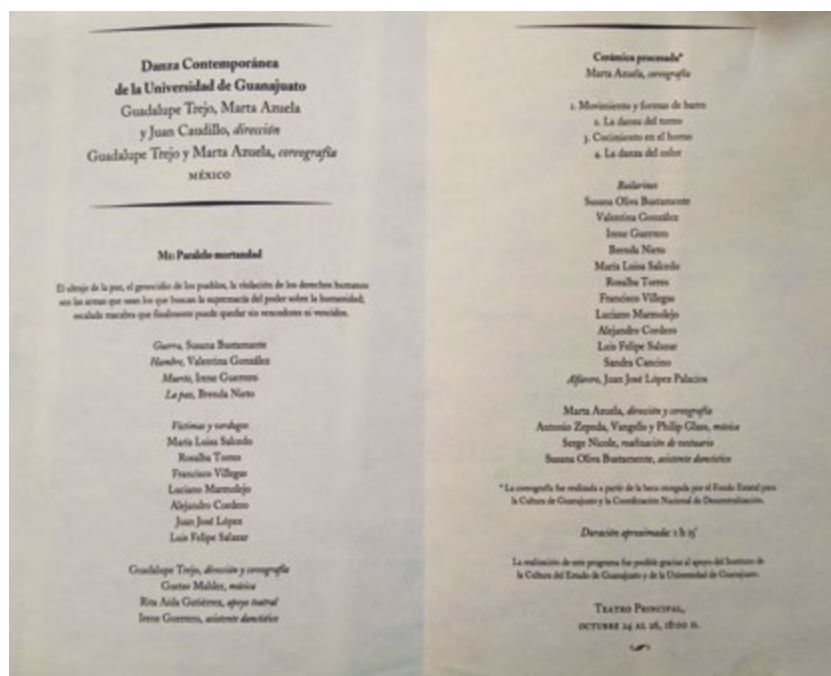 Danza Contemporánea
de la Universidad de Guanajuato
Guadalupe Trejo, Marta Azuela
y Juan Caudillo, dirección
Guadalupe Trejo y Marta Azuela, coreografía
MÉXICO
M1: Paralelo mortandad
El ultraje de la paz, el genocidio de los pueblos, la violación de los derechos humanos
son las armas que usan los que buscan la supremacía del poder sobre la humanidad;
escalada macabra que finalmente puede quedar sin vencedores ni vencidos.
Guerra, Susana Bustamante
Hambre, Valentina González
Muerte, Irene Guerrero
La paz, Brenda Nieto
Víctimas y verdugos
María Luisa Salcedo
Rosalba Torres
Francisco Villegas
Luciano Marmolejo
Alejandro Cordero
Juan José López
Luis Felipe Salazar
Guadalupe Trejo, dirección y coreografía
Gustav Mahler, música
Rita Aida Gutiérrez, apoyo teatral
Irene Guerrero, asistente dancístico
Cerámica procesada*
Marta Azuela, coreografía
1. Movimiento y formas de barro
2. La danza del torno
3. Cocimiento en el horno
4. La danza del color
Bailarines
Susana Oliva Bustamente
Valentina González
Irene Guerrero
Brenda Nieto
María Luisa Salcedo
Rosalba Torres
Francisco Villegas
Luciano Marmolejo
Alejandro Cordero
Luis Felipe Salazar
Sandra Cancino
Alfarero, Juan José López Palacios
Marta Azuela, dirección y coreografía
Antonio Zepeda, Vangello y Philip Glass, música
Serge Nicole, realización de vestuario
Susana Oliva Bustamente, asistente dancístico
* La coreografía fue realizada a partir de la beca otorgada por el Fondo Estatal para
la Cultura de Guanajuato y la Coordinación Nacional de Descentralización.
Duración aproximada: 1 h 15'
La realización de este programa fue posible gracias al apoyo del Instituto de
la Cultura del Estado de Guanajuato y de la Universidad de Guanajuato.
TEATRO PRINCIPAL,
OCTUBRE 24 AL 26, 18:00 H.